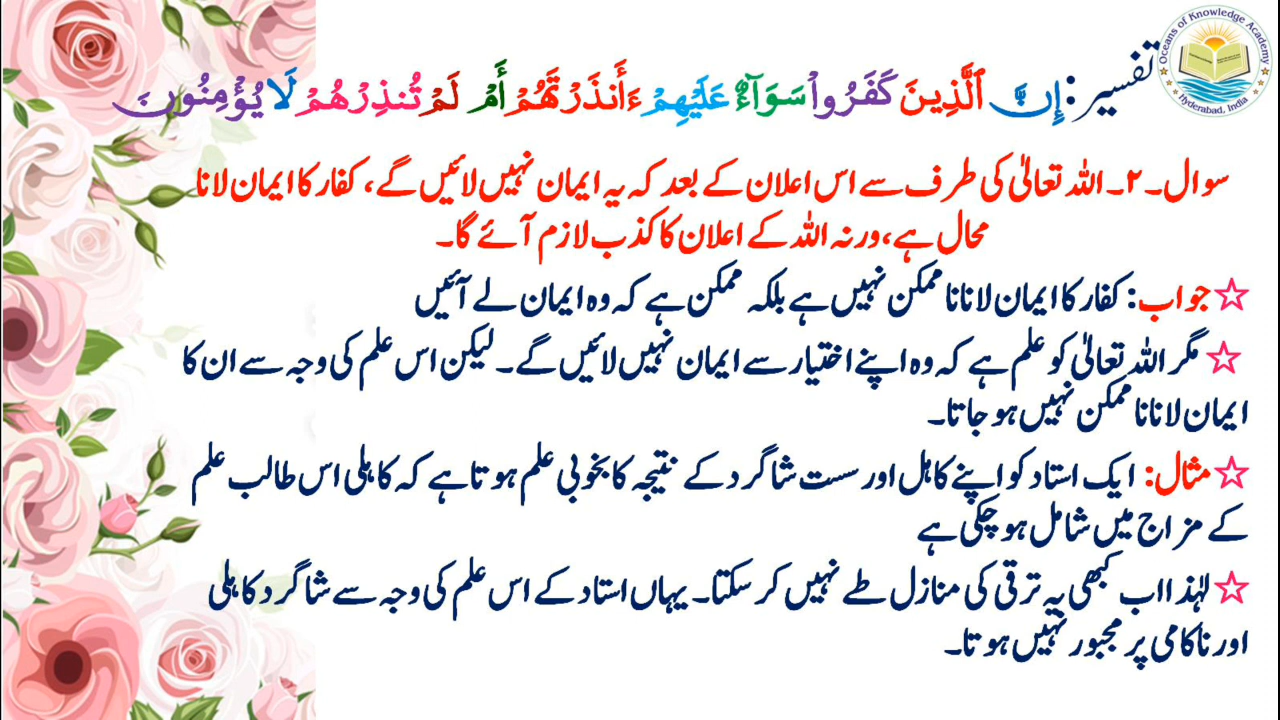 Oceans of Knowledge Academy
Hyderabad, India
تفسیر: إِنَّ ٱلَّذِينَ كَفَرُوا۟ سَوَآءٌ عَلَيْهِمْ ءَأَنذَرْتَهُمْ أَمْ لَمْ تُنذِرْهُمْ لَا يُؤْمِنُونَ
سوال۔۲۔اللہ تعالیٰ کی طرف سے اس اعلان کے بعد کہ یہ ایمان نہیں لائیں گے، کفار کا ایمان لانا
محال ہے،ورنہ اللہ کے اعلان کا کذب لازم آئے گا۔
☆جواب: کفار کا ایمان لانا ناممکن نہیں ہے بلکہ ممکن ہے کہ وہ ایمان لے آئیں
☆مگر اللہ تعالیٰ کو علم ہے کہ وہ اپنے اختیار سے ایمان نہیں لائیں گے۔ لیکن اس علم کی وجہ سے ان کا
ایمان لانا ناممکن نہیں ہو جاتا۔
☆مثال: ایک استاد کو اپنے کاہل اور سست شاگرد کے نتیجہ کا بخوبی علم ہوتا ہے کہ کاہلی اس طالب علم
کے مزاج میں شامل ہو چکی ہے
☆لہٰذا اب کبھی یہ ترقی کی منازل طے نہیں کر سکتا۔ یہاں استاد کے اس علم کی وجہ سے شاگرد کاہلی
اور ناکامی پر مجبور نہیں ہوتا۔